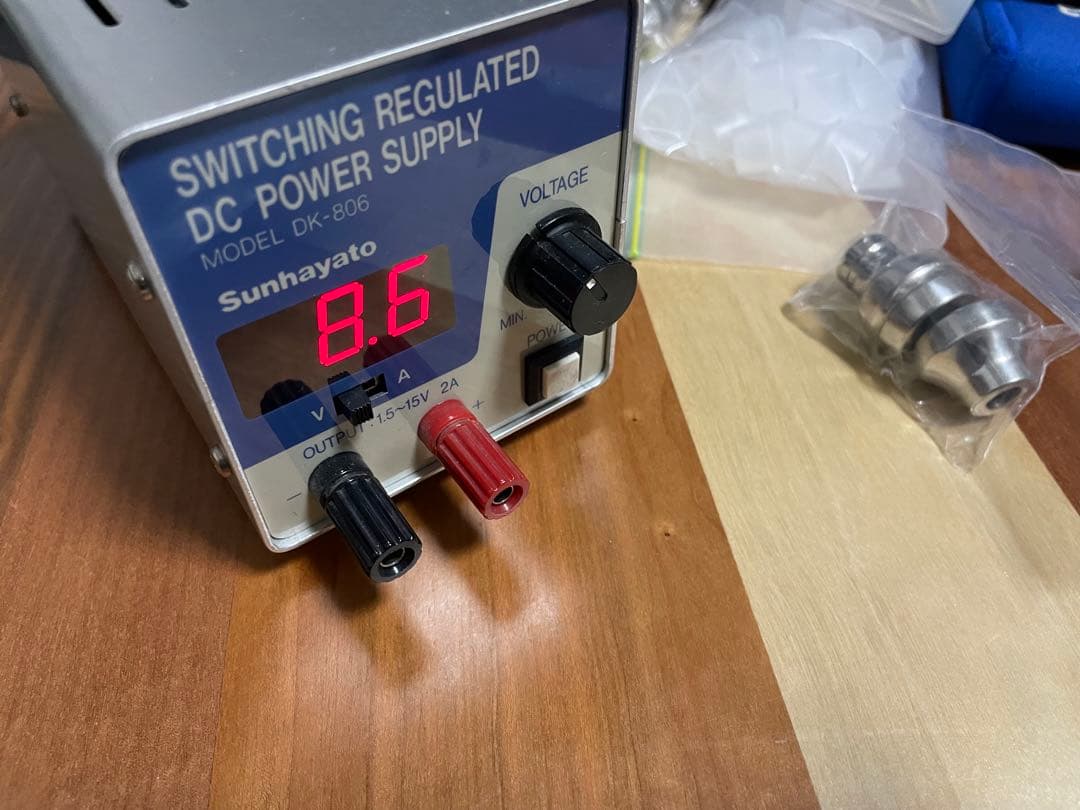 SWITCHING REGULATED
DC POWER SUPPLY
MODEL DK-806
Sunhayato
8.6
VOLTAGE
MIN.
V A
OUTPUT : 1.5~15V 2A
- +